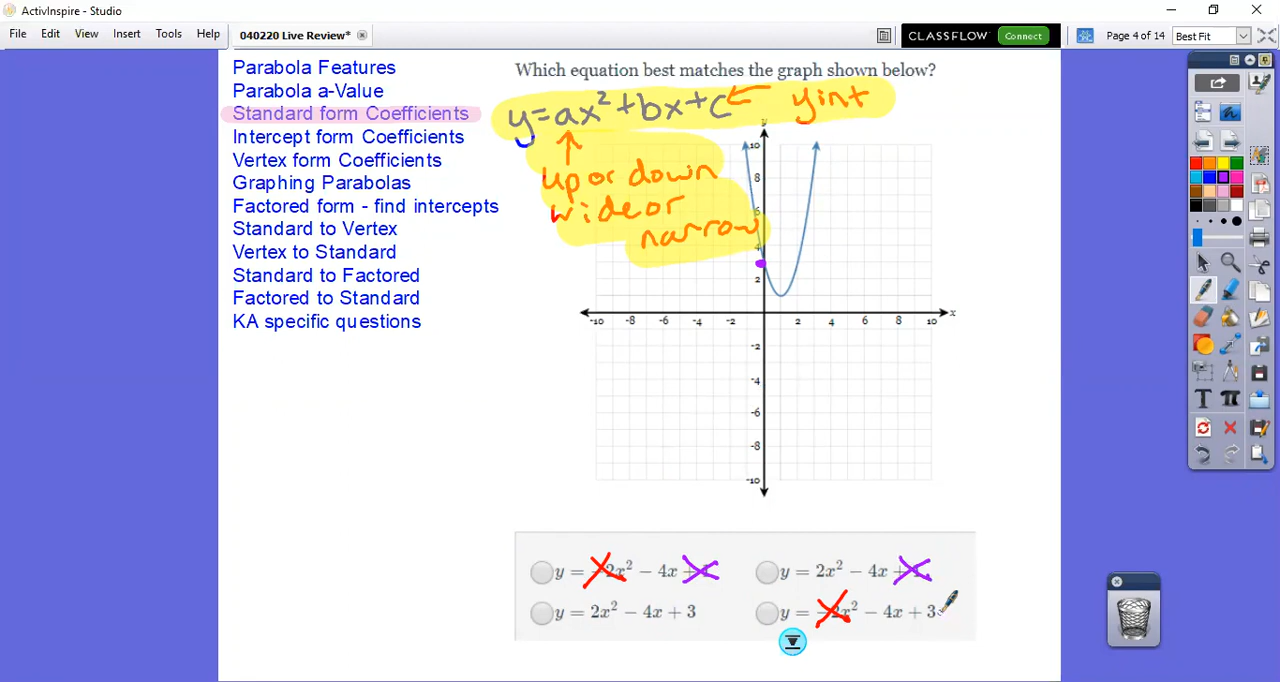 ActivInspire - Studio
File Edit View Insert Tools Help 040220 Live Review* CLASSFLOW Connect Page 4 of 14 Best Fit
Parabola Features
Parabola a-Value
Standard form Coefficients
Intercept form Coefficients
Vertex form Coefficients
Graphing Parabolas
Factored form - find intercepts
Standard to Vertex
Vertex to Standard
Standard to Factored
Factored to Standard
KA specific questions
Which equation best matches the graph shown below?
y=ax²+bx+c ← y int
↑
up or down
wide or
narrow
y
10
8
6
4
2
-10 -8 -6 -4 -2 2 4 6 8 10 x
-2
-4
-6
-8
-10
y = -2x² - 4x
y = 2x² - 4x
y = 2x² - 4x + 3
y = -2x² - 4x + 3